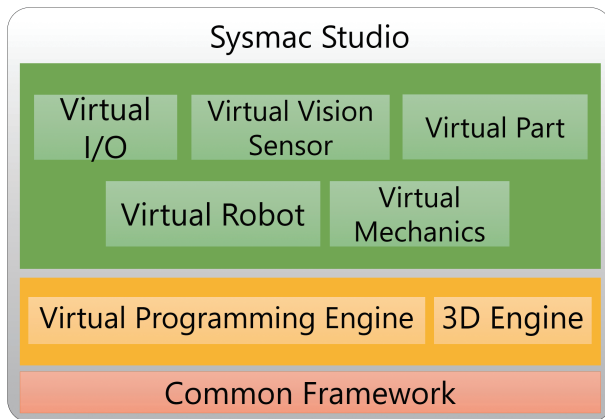 Sysmac Studio
Virtual
I/O
Virtual Vision
Sensor
Virtual Part
Virtual Robot
Virtual
Mechanics
Virtual Programming Engine
3D Engine
Common Framework